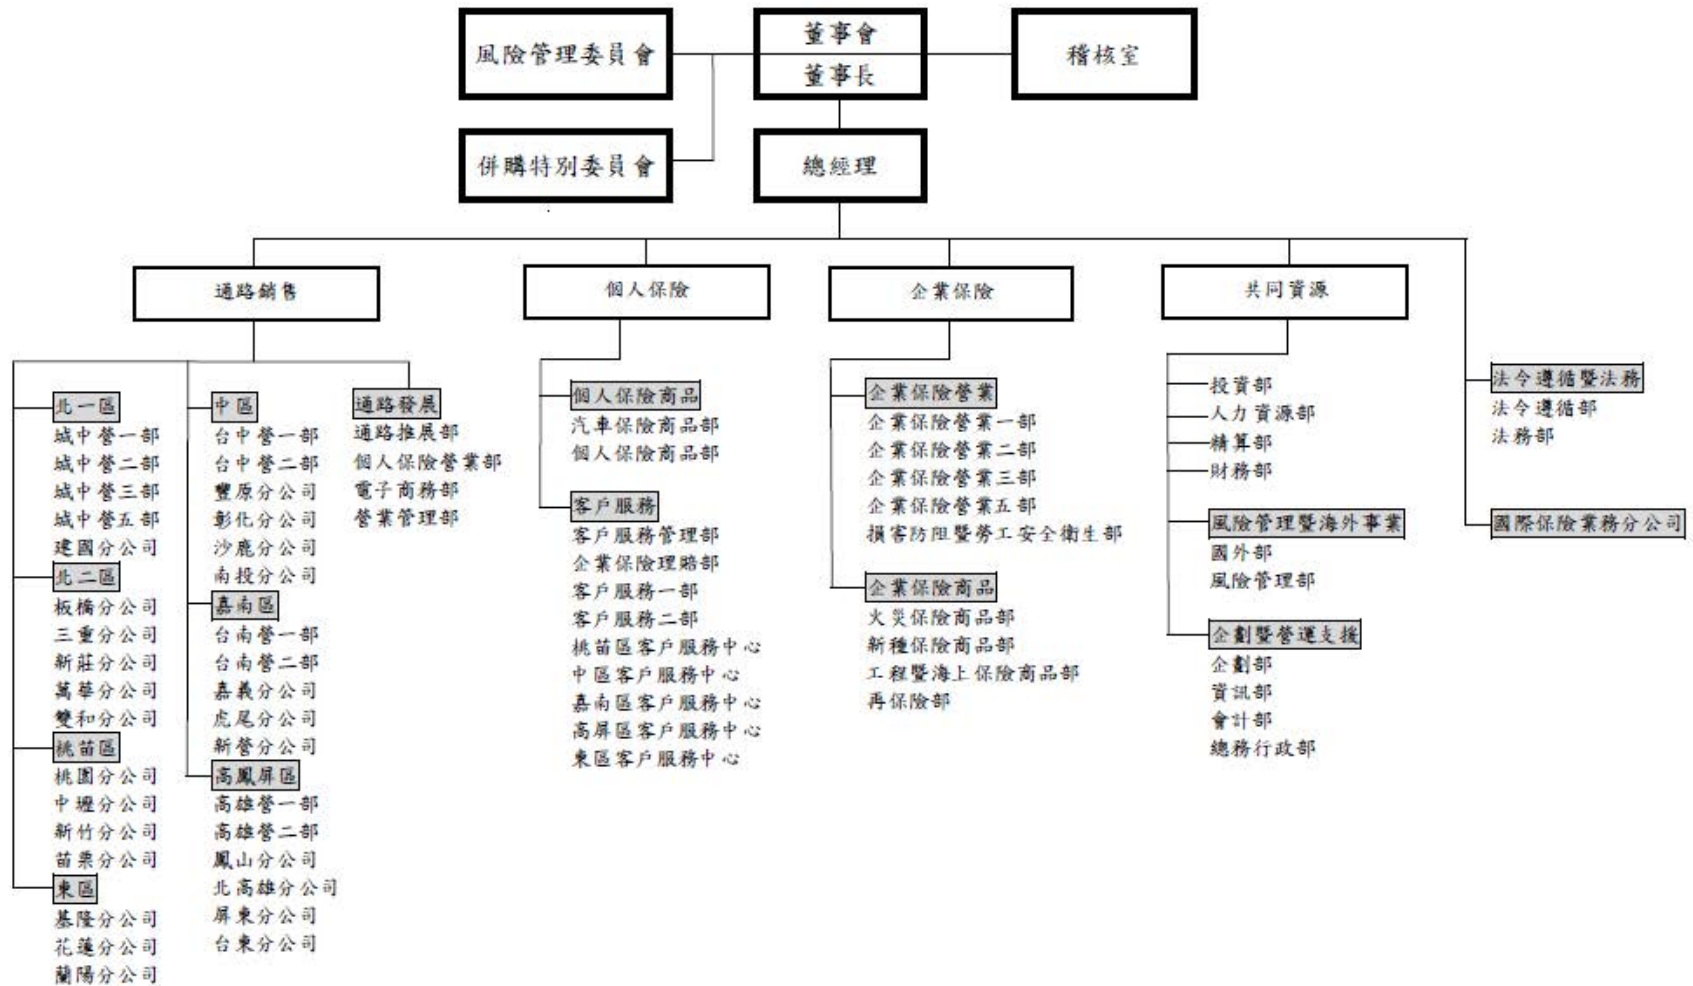 風險管理委員會
董事會
董事長
稽核室
併購特別委員會
總經理
通路銷售
個人保險
企業保險
共同資源
北一區
城中營一部
城中營二部
城中營三部
城中營五部
建國分公司
北二區
板橋分公司
三重分公司
新莊分公司
萬華分公司
雙和分公司
桃苗區
桃園分公司
中壢分公司
新竹分公司
苗栗分公司
東區
基隆分公司
花蓮分公司
蘭陽分公司
中區
台中營一部
台中營二部
豐原分公司
彰化分公司
沙鹿分公司
南投分公司
嘉南區
台南營一部
台南營二部
嘉義分公司
虎尾分公司
新營分公司
高鳳屏區
高雄營一部
高雄營二部
鳳山分公司
北高雄分公司
屏東分公司
台東分公司
通路發展
通路推展部
個人保險營業部
電子商務部
營業管理部
個人保險商品
汽車保險商品部
個人保險商品部
客戶服務
客戶服務管理部
企業保險理賠部
客戶服務一部
客戶服務二部
桃苗區客戶服務中心
中區客戶服務中心
嘉南區客戶服務中心
高屏區客戶服務中心
東區客戶服務中心
企業保險營業
企業保險營業一部
企業保險營業二部
企業保險營業三部
企業保險營業五部
損害防阻暨勞工安全衛生部
企業保險商品
火災保險商品部
新種保險商品部
工程暨海上保險商品部
再保險部
投資部
人力資源部
精算部
財務部
風險管理暨海外事業
國外部
風險管理部
企劃暨營運支援
企劃部
資訊部
會計部
總務行政部
法令遵循暨法務
法令遵循部
法務部
國際保險業務分公司